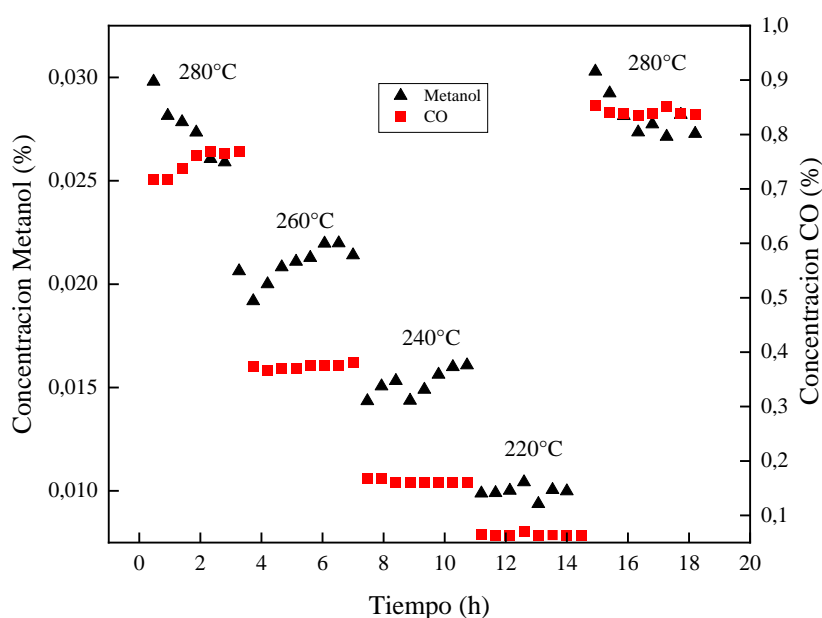 280°C
260°C
240°C
220°C
280°C
Metanol
CO
Concentracion Metanol (%)
0,030
0,025
0,020
0,015
0,010
Concentracion CO (%)
1,0
0,9
0,8
0,7
0,6
0,5
0,4
0,3
0,2
0,1
0 2 4 6 8 10 12 14 16 18 20
Tiempo (h)